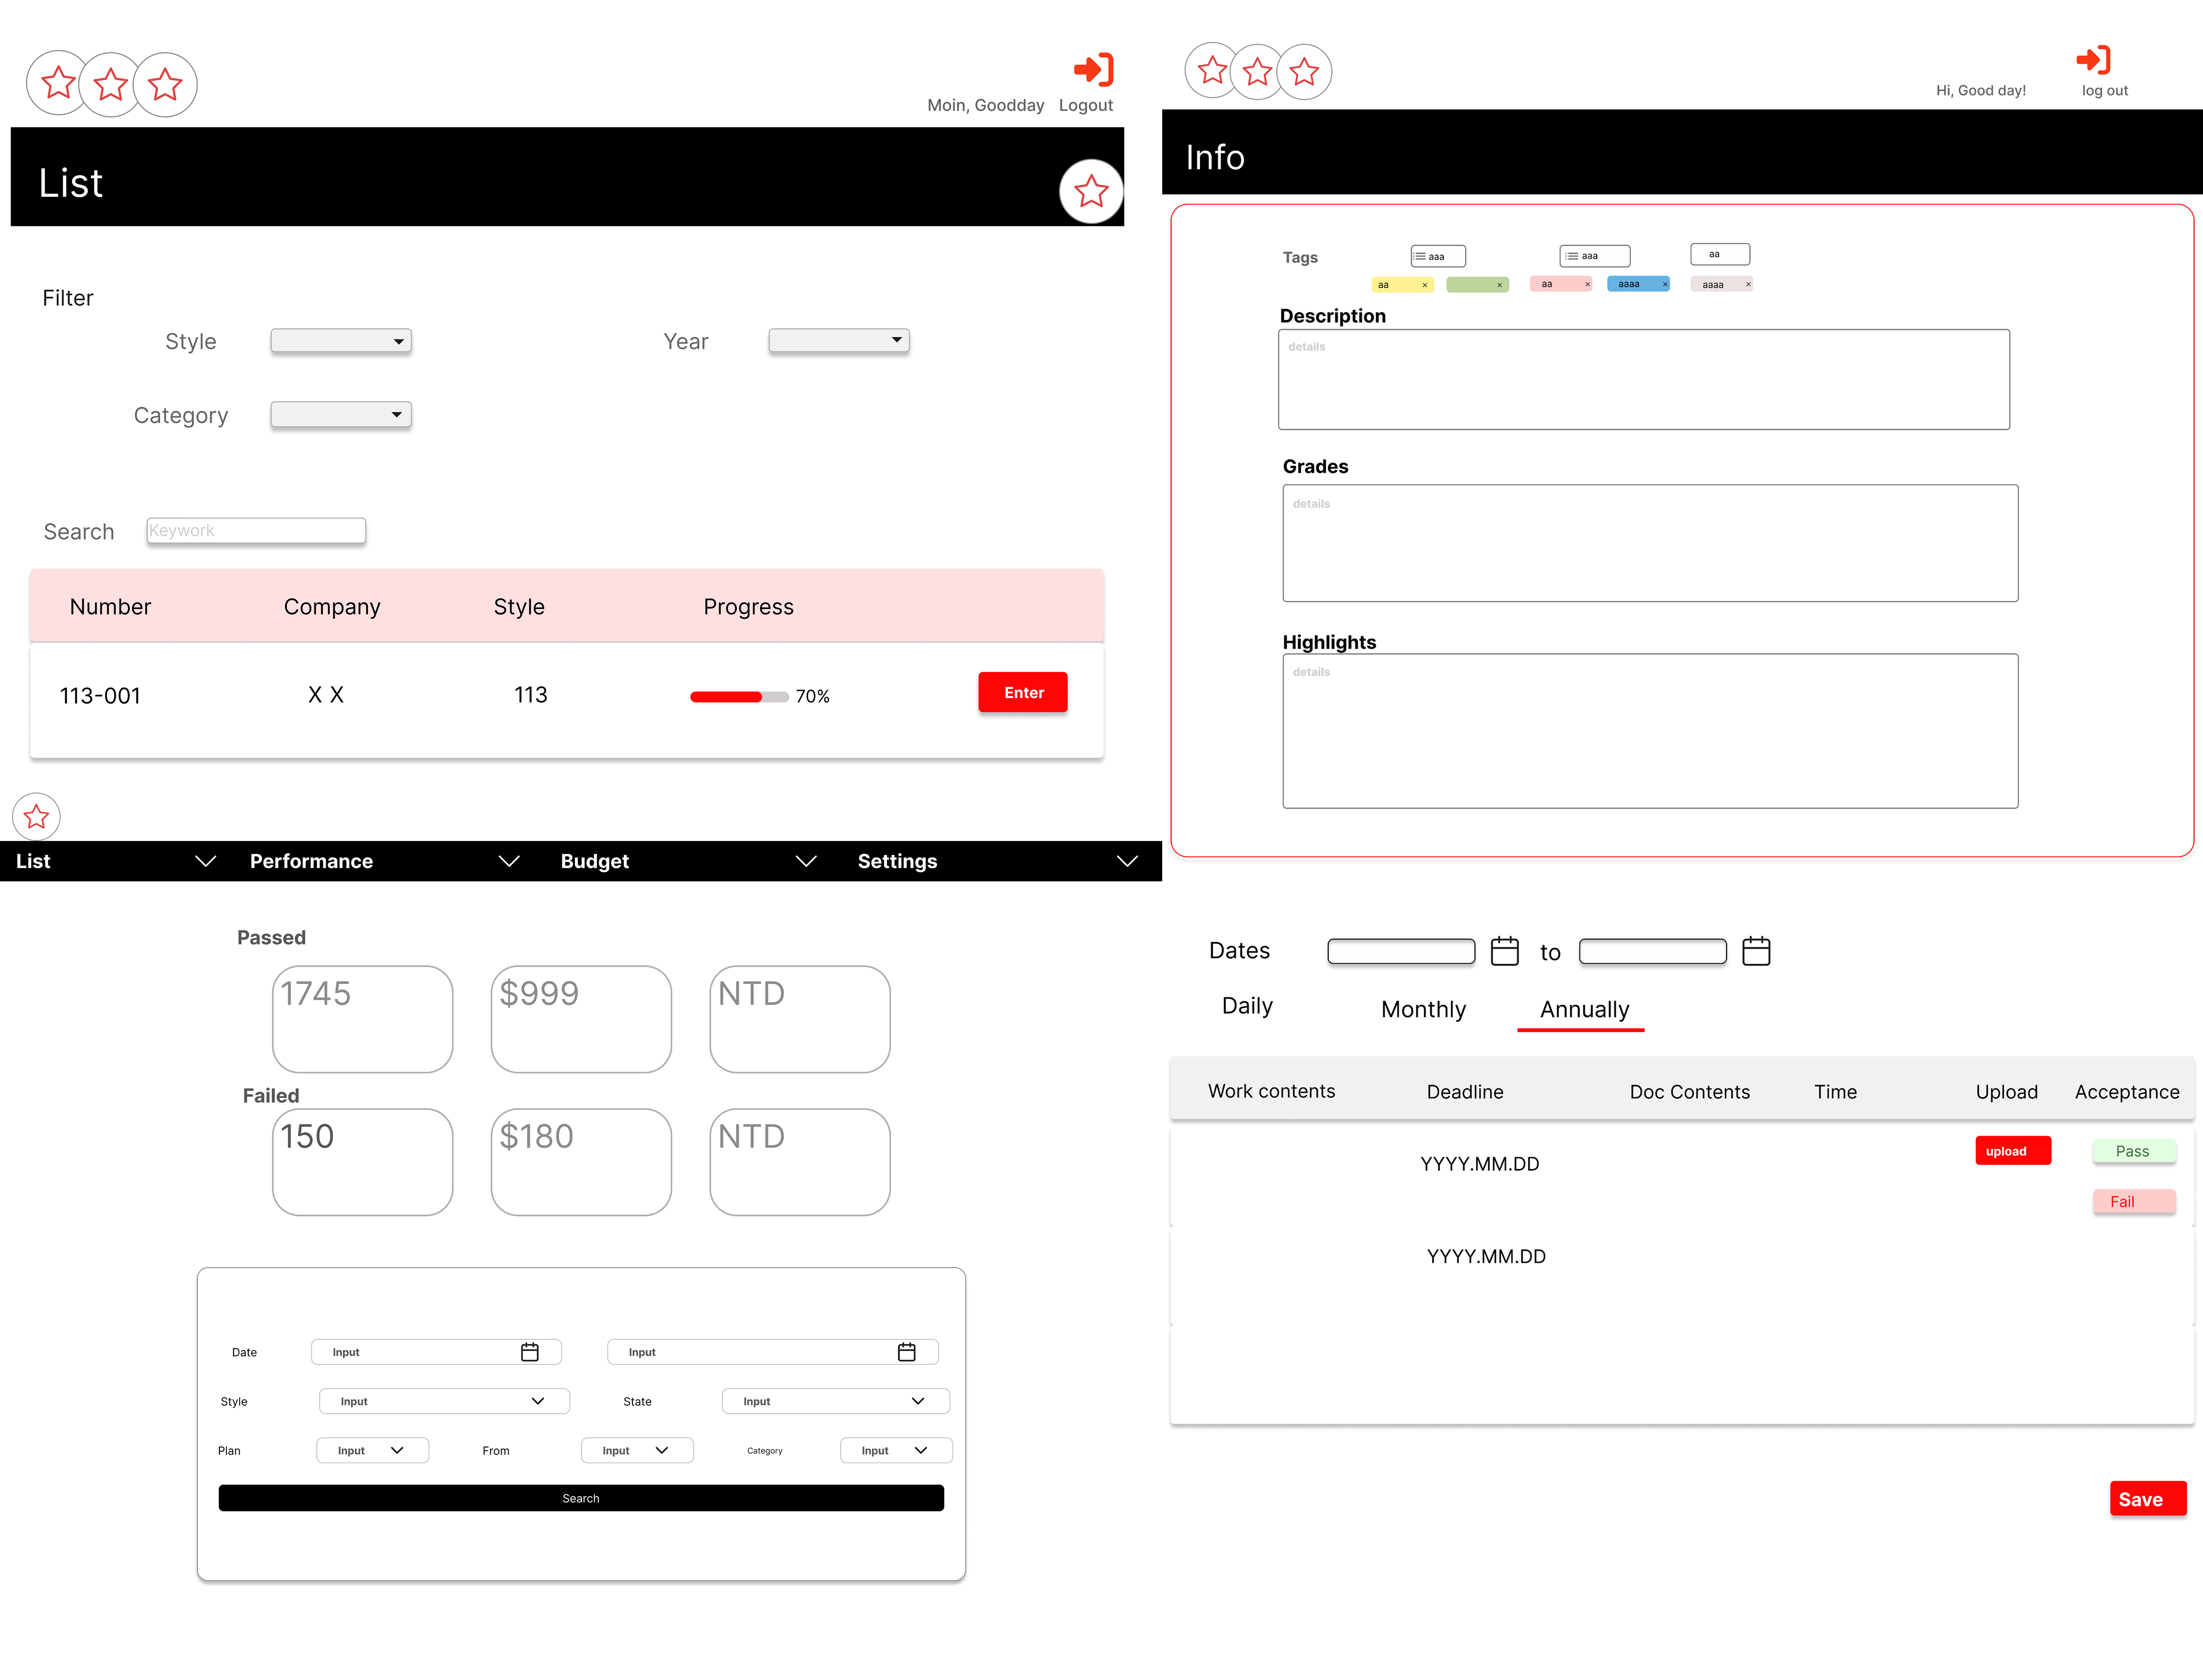 Moin, Goodday Logout
List
Filter
Style Year
Category
Search Keywork
Number Company Style Progress
113-001 X X 113 70% Enter
List Performance Budget Settings
Passed
1745 $999 NTD
Failed
150 $180 NTD
Date Input Input
Style Input State Input
Plan Input From Input Category Input
Search
Hi, Good day! log out
Info
Tags aaa aaa aa
aa aa aaaa aaaa
Description
details
Grades
details
Highlights
details
Dates to
Daily Monthly Annually
Work contents Deadline Doc Contents Time Upload Acceptance
YYYY.MM.DD upload Pass
Fail
YYYY.MM.DD
Save